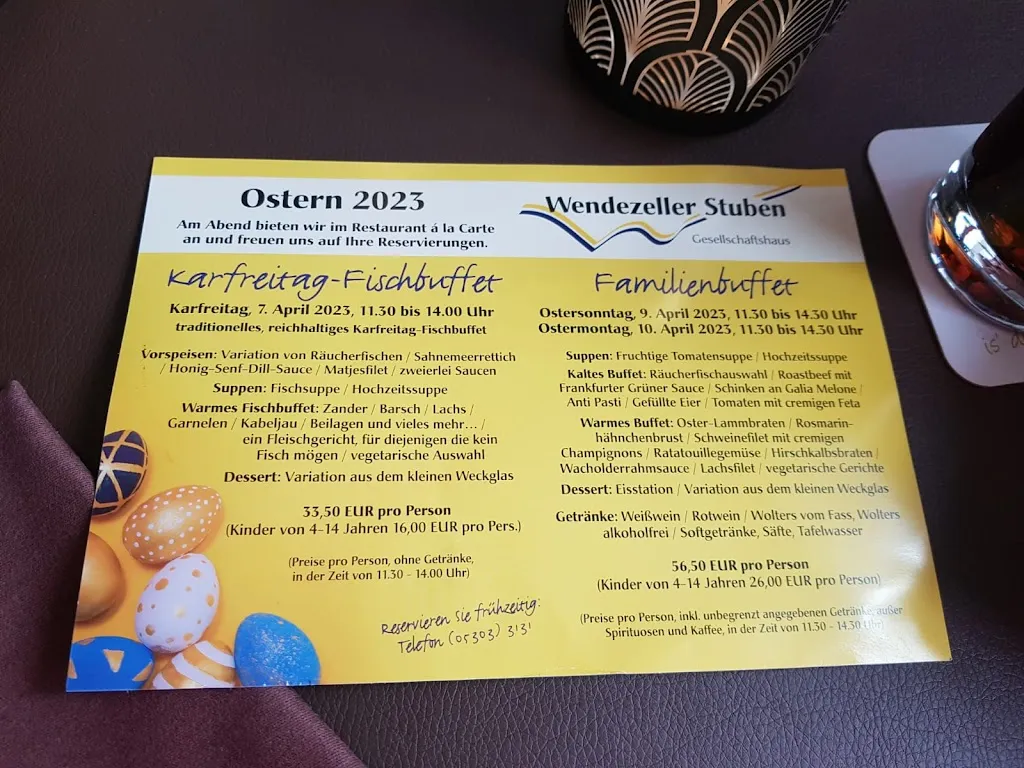 Ostern 2023
Am Abend bieten wir im Restaurant á la Carte
an und freuen uns auf Ihre Reservierungen.
Wendezeller Stuben
Gesellschaftshaus
Karfreitag-Fischbuffet
Karfreitag, 7. April 2023, 11.30 bis 14.00 Uhr
traditionelles, reichhaltiges Karfreitag-Fischbuffet
Vorspeisen: Variation von Räucherfischen / Sahnemeerrettich
/ Honig-Senf-Dill-Sauce / Matjesfilet / zweierlei Saucen
Suppen: Fischsuppe / Hochzeitssuppe
Warmes Fischbuffet: Zander / Barsch / Lachs /
Garnelen / Kabeljau / Beilagen und vieles mehr... /
ein Fleischgericht, für diejenigen die kein
Fisch mögen / vegetarische Auswahl
Dessert: Variation aus dem kleinen Weckglas
33,50 EUR pro Person
(Kinder von 4-14 Jahren 16,00 EUR pro Pers.)
(Preise pro Person, ohne Getränke,
in der Zeit von 11.30 - 14.00 Uhr)
Reservieren Sie frühzeitig:
Telefon (05303) 3131
Familienbuffet
Ostersonntag, 9. April 2023, 11.30 bis 14.30 Uhr
Ostermontag, 10. April 2023, 11.30 bis 14.30 Uhr
Suppen: Fruchtige Tomatensuppe / Hochzeitssuppe
Kaltes Buffet: Räucherfischauswahl / Roastbeef mit
Frankfurter Grüner Sauce / Schinken an Galia Melone /
Anti Pasti / Gefüllte Eier / Tomaten mit cremigen Feta
Warmes Buffet: Oster-Lammbraten / Rosmarin-
hähnchenbrust / Schweinefilet mit cremigen
Champignons / Ratatouillegemüse / Hirschkalbsbraten /
Wacholderrahmsauce / Lachsfilet / vegetarische Gerichte
Dessert: Eisstation / Variation aus dem kleinen Weckglas
Getränke: Weißwein / Rotwein / Wolters vom Fass, Wolters
alkoholfrei / Softgetränke, Säfte, Tafelwasser
56,50 EUR pro Person
(Kinder von 4-14 Jahren 26,00 EUR pro Person)
(Preise pro Person, inkl. unbegrenzt angegebenen Getränke, außer
Spirituosen und Kaffee, in der Zeit von 11.30 - 14.30 Uhr)